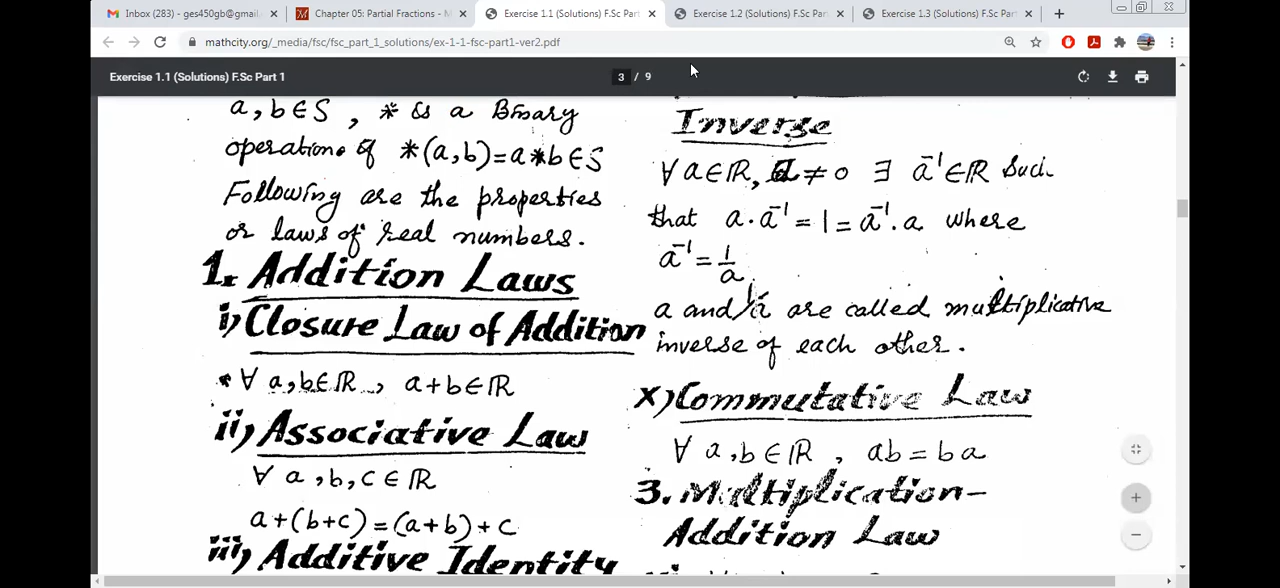 Inbox (283) - ges450gb@gmail.
Chapter 05: Partial Fractions - M
Exercise 1.1 (Solutions) F.Sc Part
Exercise 1.2 (Solutions) F.Sc Par
Exercise 1.3 (Solutions) F.Sc Part
mathcity.org/_media/fsc/fsc_part_1_solutions/ex-1-1-fsc-part1-ver2.pdf
Exercise 1.1 (Solutions) F.Sc Part 1
3 / 9
a, b ∈ S , * is a Binary
operation of *(a, b) = a * b ∈ S
Following are the properties
or laws of real numbers.
1. Addition Laws
i) Closure Law of Addition
∀ a, b ∈ ℝ , a + b ∈ ℝ
ii) Associative Law
∀ a, b, c ∈ ℝ
a + (b + c) = (a + b) + c
iii) Additive Identity
Inverse
∀ a ∈ ℝ, a ≠ 0 ∃ a⁻¹ ∈ ℝ such
that a . a⁻¹ = 1 = a⁻¹ . a where
a⁻¹ = 1/a
a and 1/a are called multiplicative
inverse of each other.
x) Commutative Law
∀ a, b ∈ ℝ , ab = ba
3. Multiplication-
Addition Law